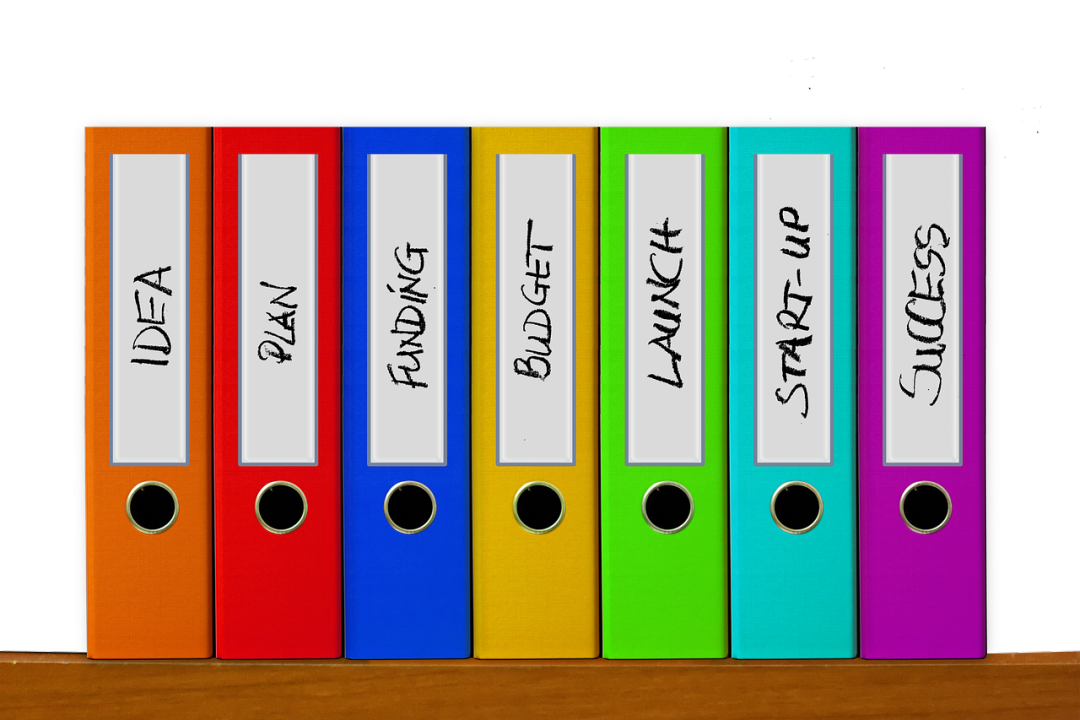 IDEA
PLAN
FUNDING
BUDGET
LAUNCH
START-UP
SUCCESS